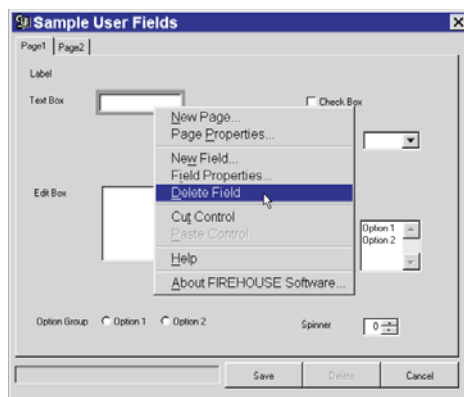 Sample User Fields
Page1 Page2
Label
Text Box
Check Box
New Page...
Page Properties...
New Field...
Field Properties...
Delete Field
Edit Box
Cut Control
Paste Control
Option 1
Option 2
Help
About FIREHOUSE Software...
Option Group Option 1 Option 2 Spinner 0
Save Delete Cancel